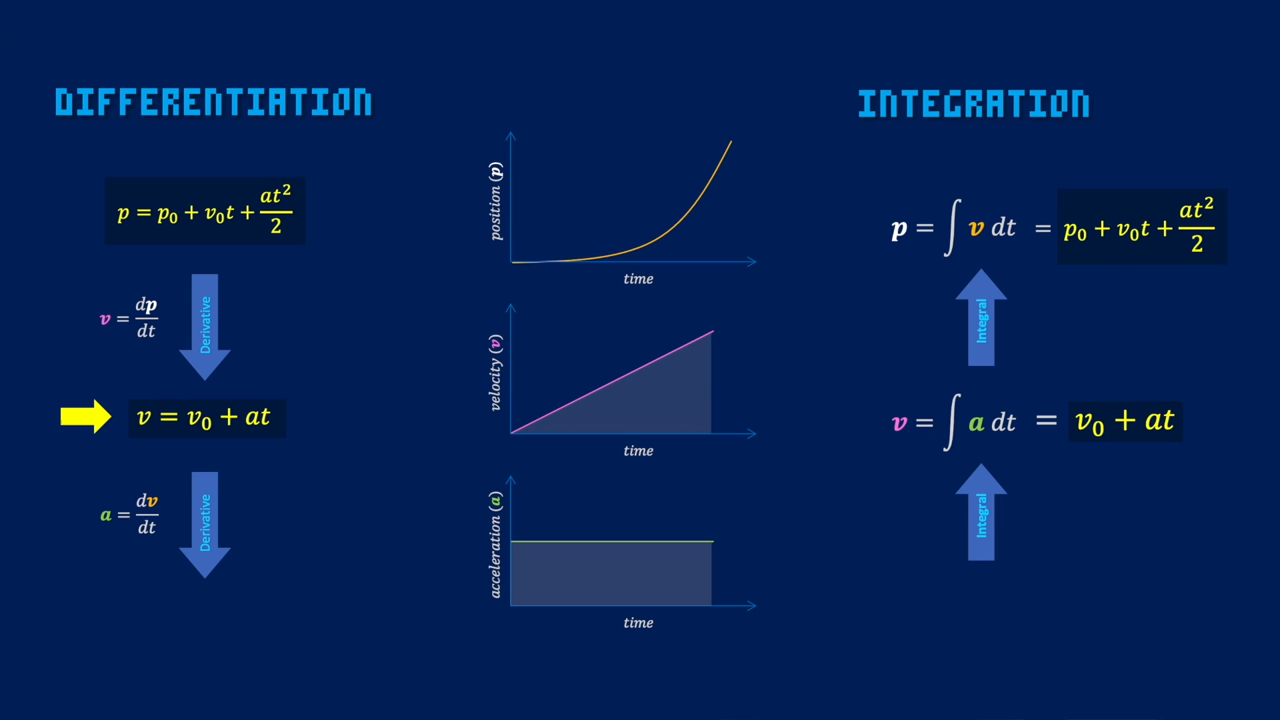 DIFFERENTIATION
p = p₀ + v₀t + at²/2
v = dp/dt
Derivative
v = v₀ + at
a = dv/dt
Derivative
position (p)
time
velocity (v)
time
acceleration (a)
time
INTEGRATION
p = ∫ v dt = p₀ + v₀t + at²/2
Integral
v = ∫ a dt = v₀ + at
Integral